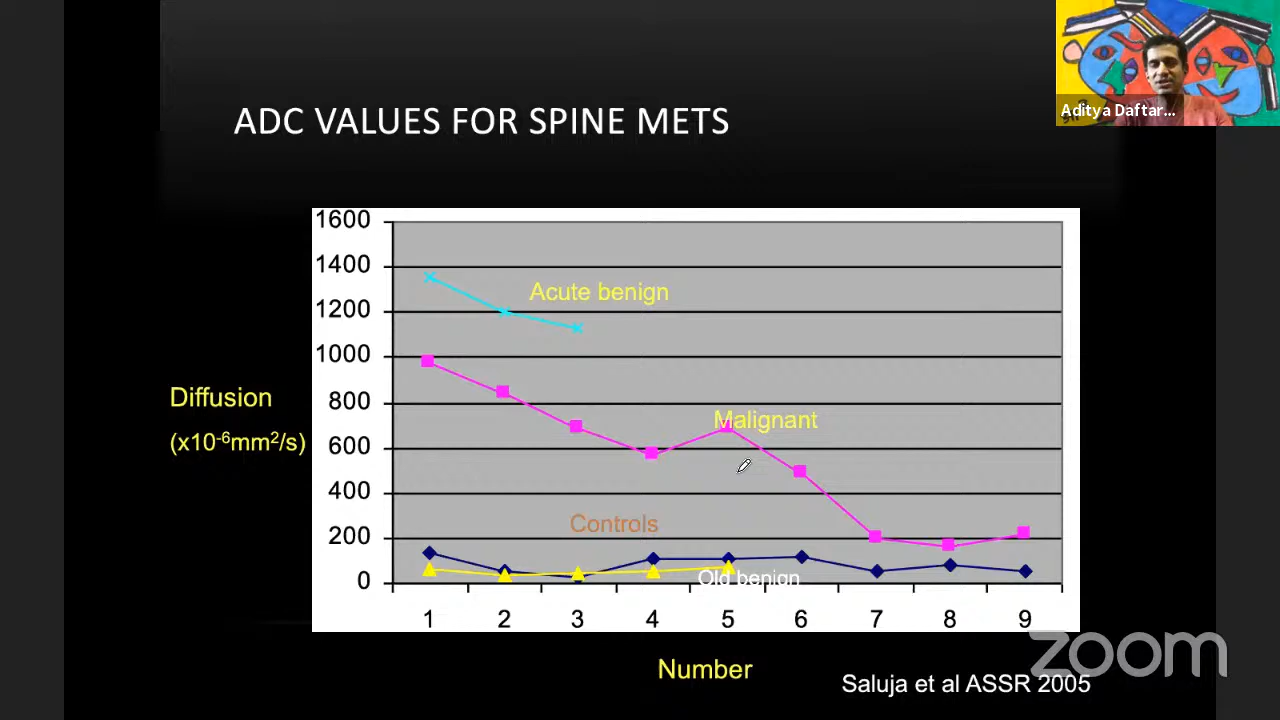 Aditya Daftar...
ADC VALUES FOR SPINE METS
1600
1400
1200
1000
800
600
400
200
0
Acute benign
Malignant
Controls
Old benign
Diffusion
(x10-6mm2/s)
1 2 3 4 5 6 7 8 9
Number
zoom
Saluja et al ASSR 2005